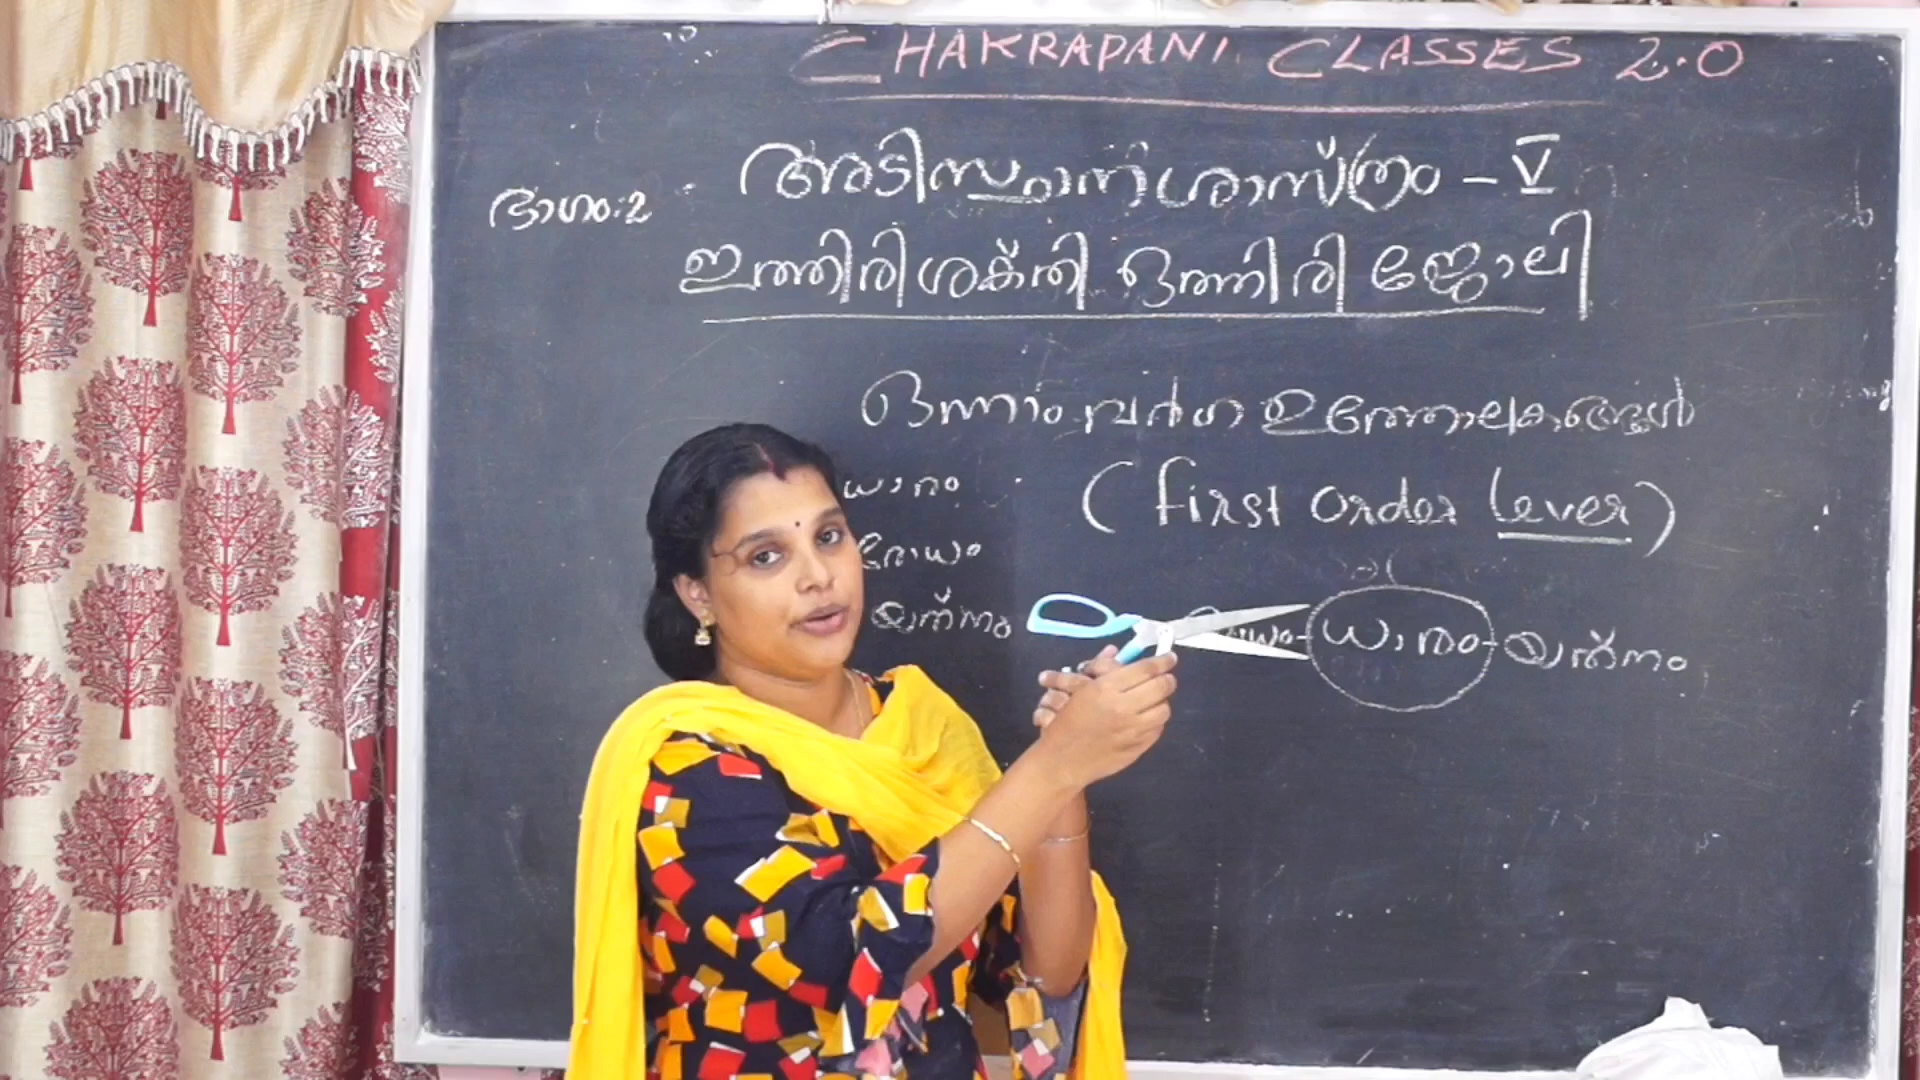 CHAKRAPANI CLASSES 2.0
ഭാഗം:2
അടിസ്ഥാനശാസ്ത്രം - V
ഇത്തിരി ശക്തി ഒത്തിരി ജോലി
ഒന്നാം വർഗ ഉത്തോലകങ്ങൾ
(first order lever)
ധാരം
രോധം
യത്നം
ധാരം - യത്നം